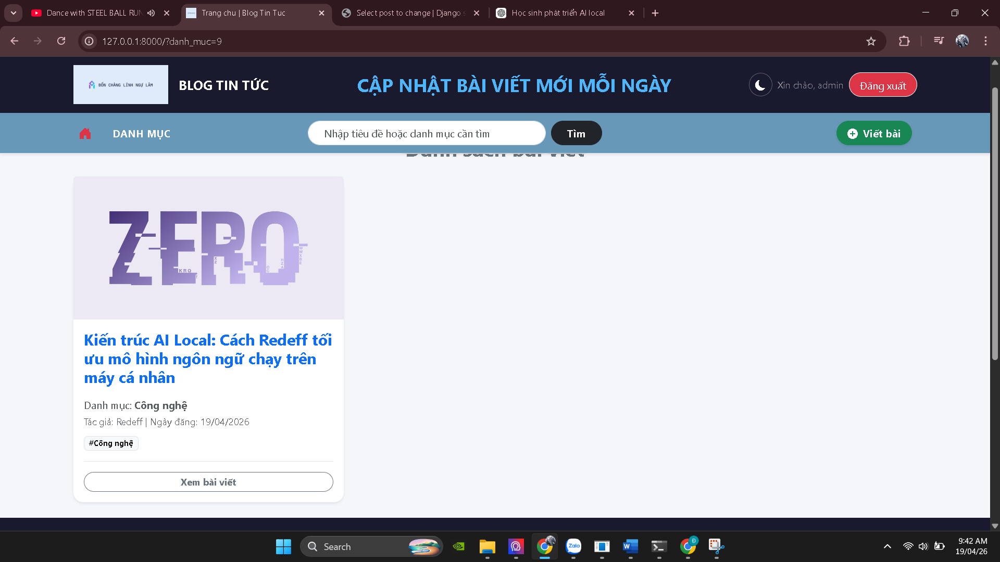 Dance with STEEL BALL RUN
Trang chu | Blog Tin Tuc
Select post to change | Django s
Học sinh phát triển AI local
127.0.0.1:8000/?danh_muc=9
BỐN CHÀNG LÍNH NGỰ LÂM
BLOG TIN TỨC
CẬP NHẬT BÀI VIẾT MỚI MỖI NGÀY
Xin chào, admin
Đăng xuất
DANH MỤC
Nhập tiêu đề hoặc danh mục cần tìm
Tìm
Viết bài
Danh sách bài viết
ZERO
Kiến trúc AI Local: Cách Redeff tối
ưu mô hình ngôn ngữ chạy trên
máy cá nhân
Danh mục: Công nghệ
Tác giả: Redeff | Ngày đăng: 19/04/2026
#Công nghệ
Xem bài viết
Search
Zalo
9:42 AM
19/04/26